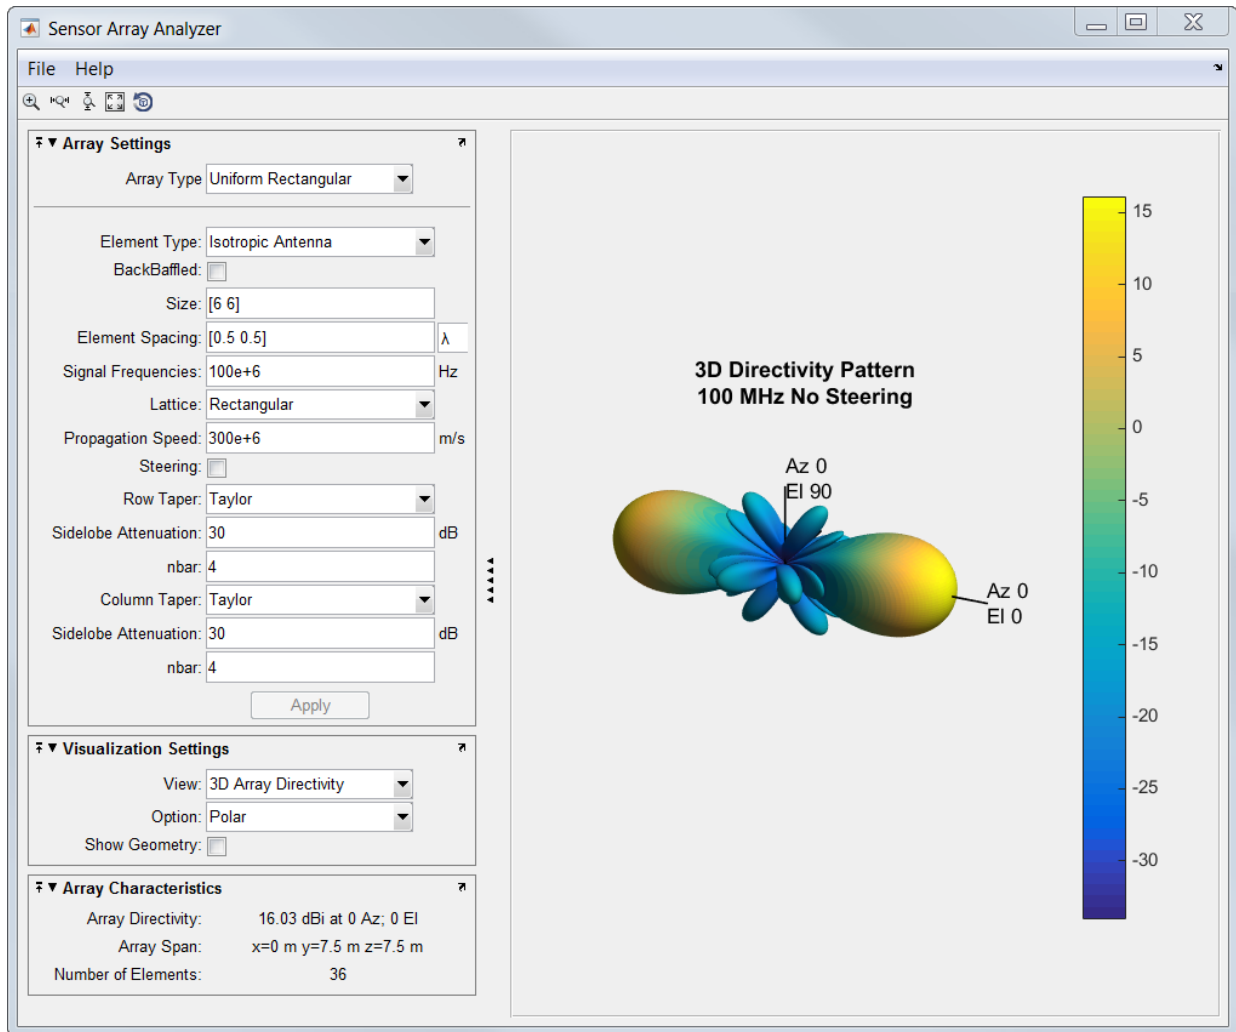 Sensor Array Analyzer
File Help
Array Settings
Array Type Uniform Rectangular
Element Type: Isotropic Antenna
BackBaffled:
Size: [6 6]
Element Spacing: [0.5 0.5] λ
Signal Frequencies: 100e+6 Hz
Lattice: Rectangular
Propagation Speed: 300e+6 m/s
Steering:
Row Taper: Taylor
Sidelobe Attenuation: 30 dB
nbar: 4
Column Taper: Taylor
Sidelobe Attenuation: 30 dB
nbar: 4
Apply
Visualization Settings
View: 3D Array Directivity
Option: Polar
Show Geometry:
Array Characteristics
Array Directivity: 16.03 dBi at 0 Az; 0 El
Array Span: x=0 m y=7.5 m z=7.5 m
Number of Elements: 36
3D Directivity Pattern
100 MHz No Steering
Az 0
El 90
Az 0
El 0
15
10
5
0
-5
-10
-15
-20
-25
-30